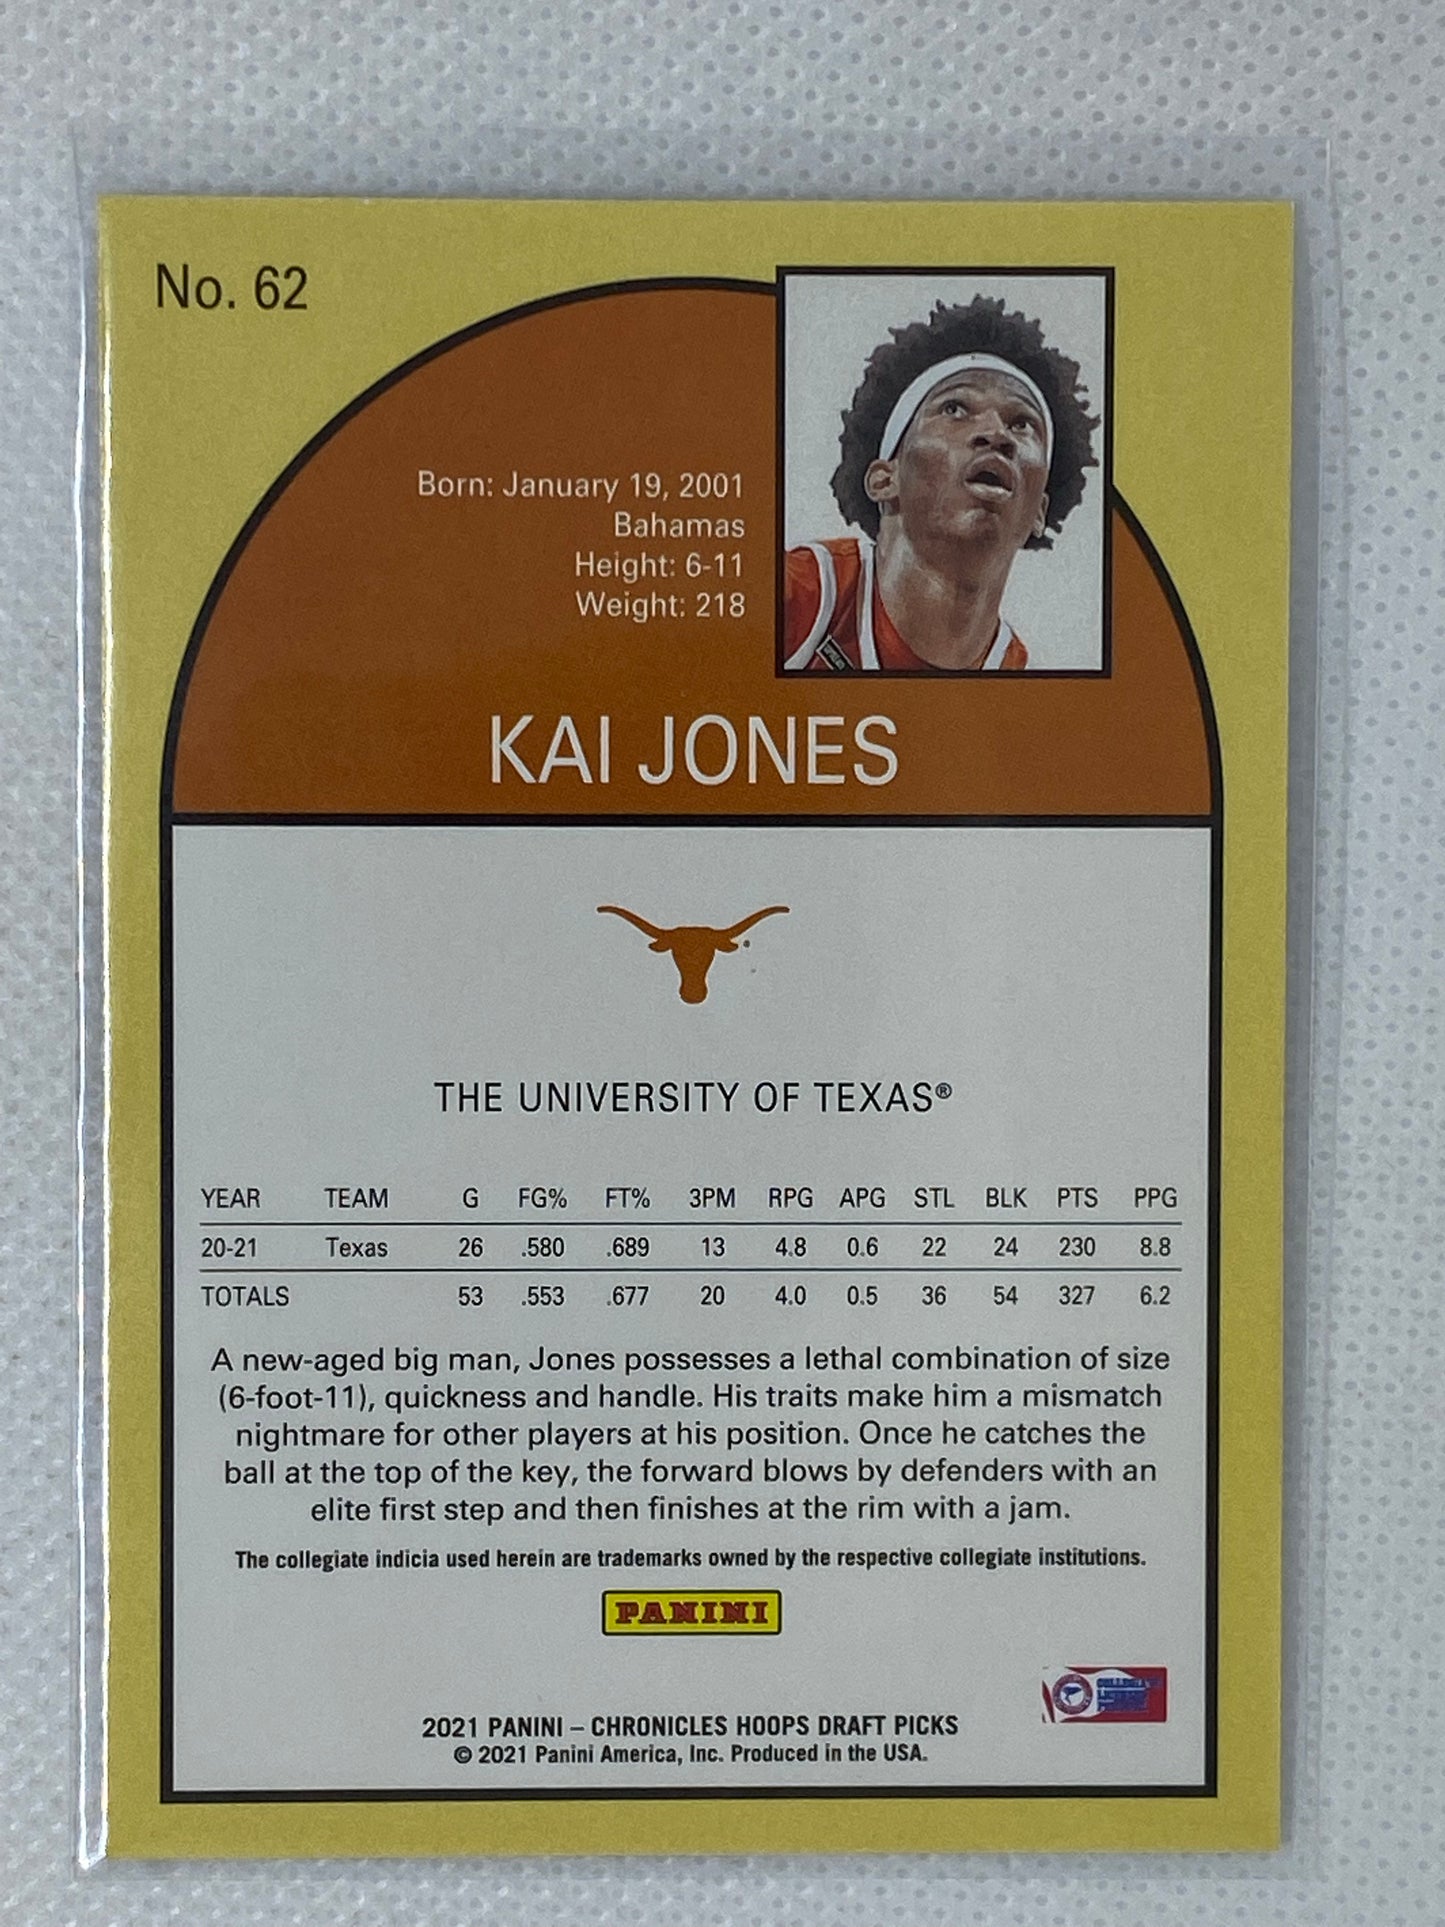 No. 62
Born: January 19, 2001
Bahamas
Height: 6-11
Weight: 218
KAI JONES
THE UNIVERSITY OF TEXAS®
YEAR TEAM G FG% FT% 3PM RPG APG STL BLK PTS PPG
20-21 Texas 26 .580 .689 13 4.8 0.6 22 24 230 8.8
TOTALS 53 .553 .677 20 4.0 0.5 36 54 327 6.2
A new-aged big man, Jones possesses a lethal combination of size
(6-foot-11), quickness and handle. His traits make him a mismatch
nightmare for other players at his position. Once he catches the
ball at the top of the key, the forward blows by defenders with an
elite first step and then finishes at the rim with a jam.
The collegiate indicia used herein are trademarks owned by the respective collegiate institutions.
PANINI
2021 PANINI – CHRONICLES HOOPS DRAFT PICKS
© 2021 Panini America, Inc. Produced in the USA.